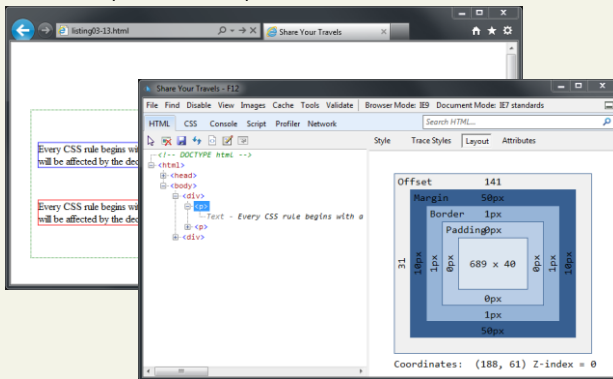 listing03-13.html
Share Your Travels
Every CSS rule begins wi
will be affected by the dec
Every CSS rule begins wi
will be affected by the dec
Share Your Travels - F12
File Find Disable View Images Cache Tools Validate Browser Mode: IE9 Document Mode: IE7 standards
HTML CSS Console Script Profiler Network Search HTML...
Style Trace Styles Layout Attributes
<!-- DOCTYPE html -->
<html>
<head>
<body>
<div>
<p>
Text - Every CSS rule begins with a
<p>
<div>
Offset 141
Margin 50px
Border 1px
Padding 0px
31 10px 1px 0px 689 x 40 0px 1px 10px
0px
1px
50px
Coordinates: (188, 61) Z-index = 0